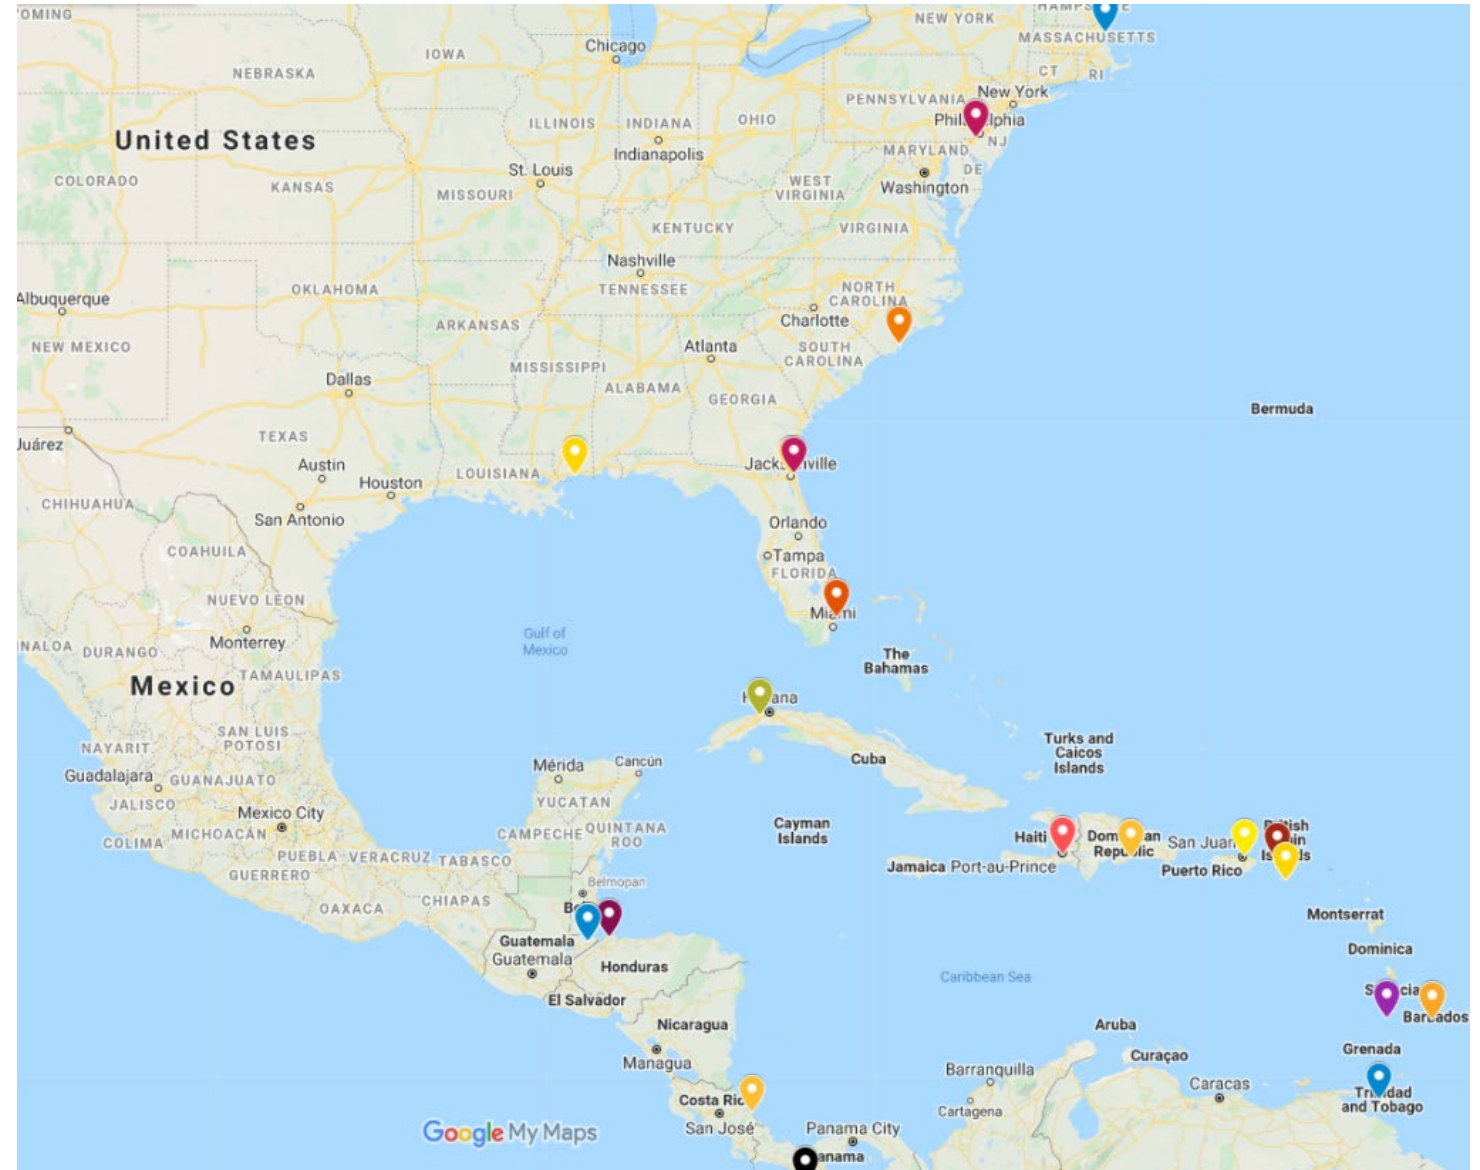 OMING
NEW YORK
MASSACHUSETTS
Chicago
IOWA
NEBRASKA
CT
RI
New York
PENNSYLVANIA
ILLINOIS
INDIANA
OHIO
NJ
United States
Indianapolis
MARYLAND
DE
St. Louis
Washington
COLORADO
KANSAS
MISSOURI
WEST
VIRGINIA
KENTUCKY
VIRGINIA
Nashville
TENNESSEE
OKLAHOMA
NORTH
CAROLINA
Albuquerque
ARKANSAS
Charlotte
NEW MEXICO
Atlanta
SOUTH
CAROLINA
MISSISSIPPI
Dallas
ALABAMA
GEORGIA
Bermuda
TEXAS
Juárez
Austin
Houston
LOUISIANA
CHIHUAHUA
San Antonio
Orlando
COAHUILA
Tampa
FLORIDA
NUEVO LEON
Monterrey
Gulf of
Mexico
NALOA
DURANGO
The
Bahamas
TAMAULIPAS
Mexico
SAN LUIS
POTOSI
NAYARIT
Turks and
Caicos
Islands
Cuba
Mérida
Cancún
Guadalajara
GUANAJUATO
JALISCO
YUCATAN
Mexico City
CAMPECHE
QUINTANA
ROO
Cayman
Islands
COLIMA
MICHOACÁN
Haiti
San Juan
PUEBLA
VERACRUZ
TABASCO
GUERRERO
Jamaica
Port-au-Prince
Puerto Rico
Belmopan
OAXACA
CHIAPAS
Montserrat
Guatemala
Guatemala
Honduras
Dominica
Caribbean Sea
El Salvador
Nicaragua
Aruba
Managua
Curaçao
Grenada
Barranquilla
Caracas
San José
Cartagena
and Tobago
Panama City
Google My Maps